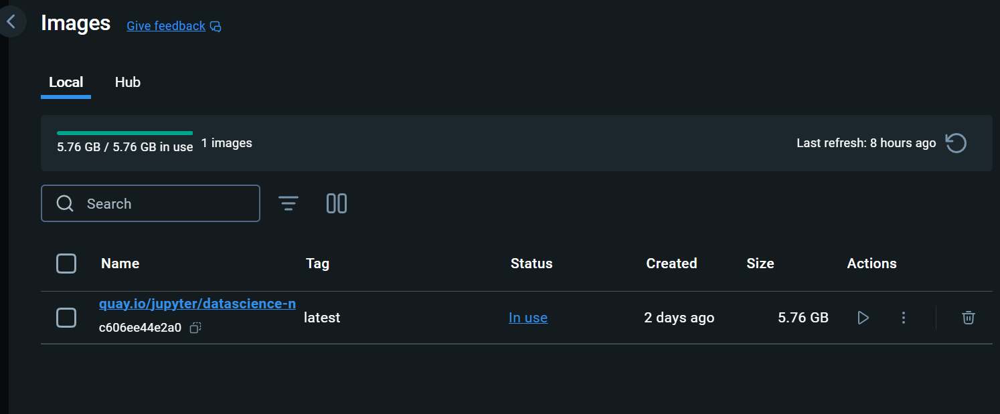 Images Give feedback
Local Hub
5.76 GB / 5.76 GB in use 1 images Last refresh: 8 hours ago
Search
Name Tag Status Created Size Actions
quay.io/jupyter/datascience-n
latest In use 2 days ago 5.76 GB
c606ee44e2a0